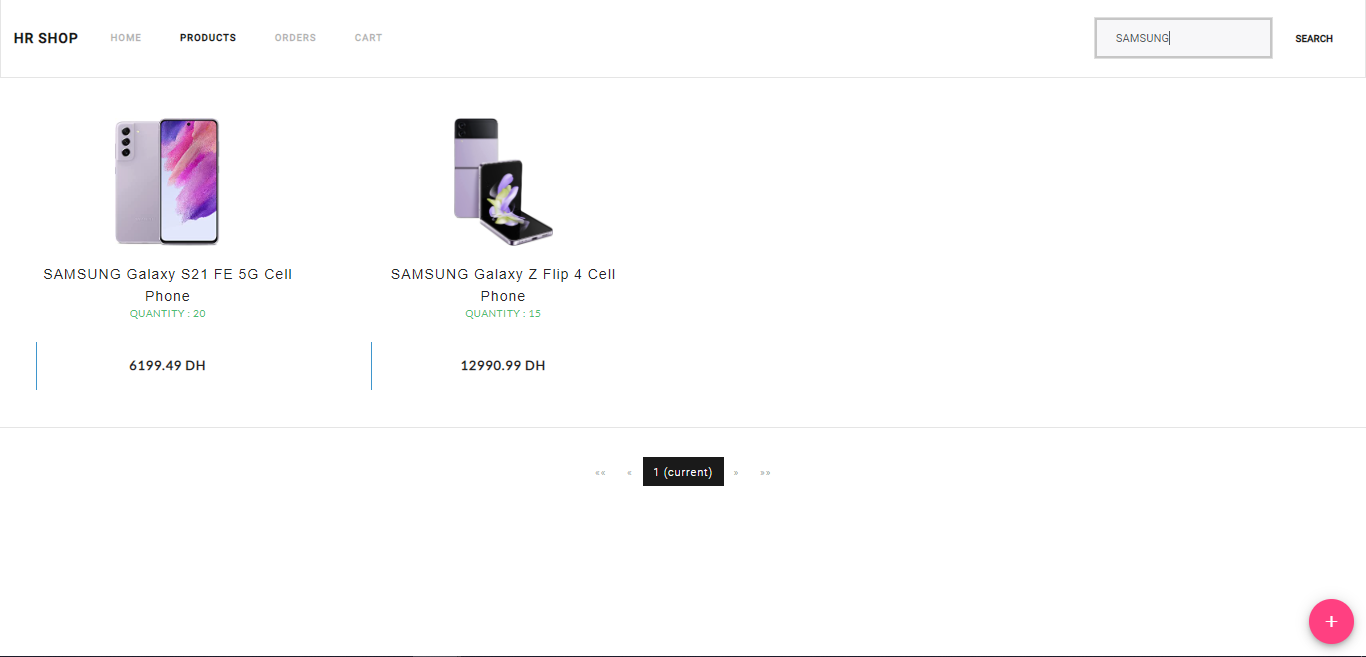 HR SHOP HOME PRODUCTS ORDERS CART SAMSUNG SEARCH
SAMSUNG Galaxy S21 FE 5G Cell
Phone
QUANTITY : 20
6199.49 DH
SAMSUNG Galaxy Z Flip 4 Cell
Phone
QUANTITY : 15
12990.99 DH
«« « 1 (current) » »»
+